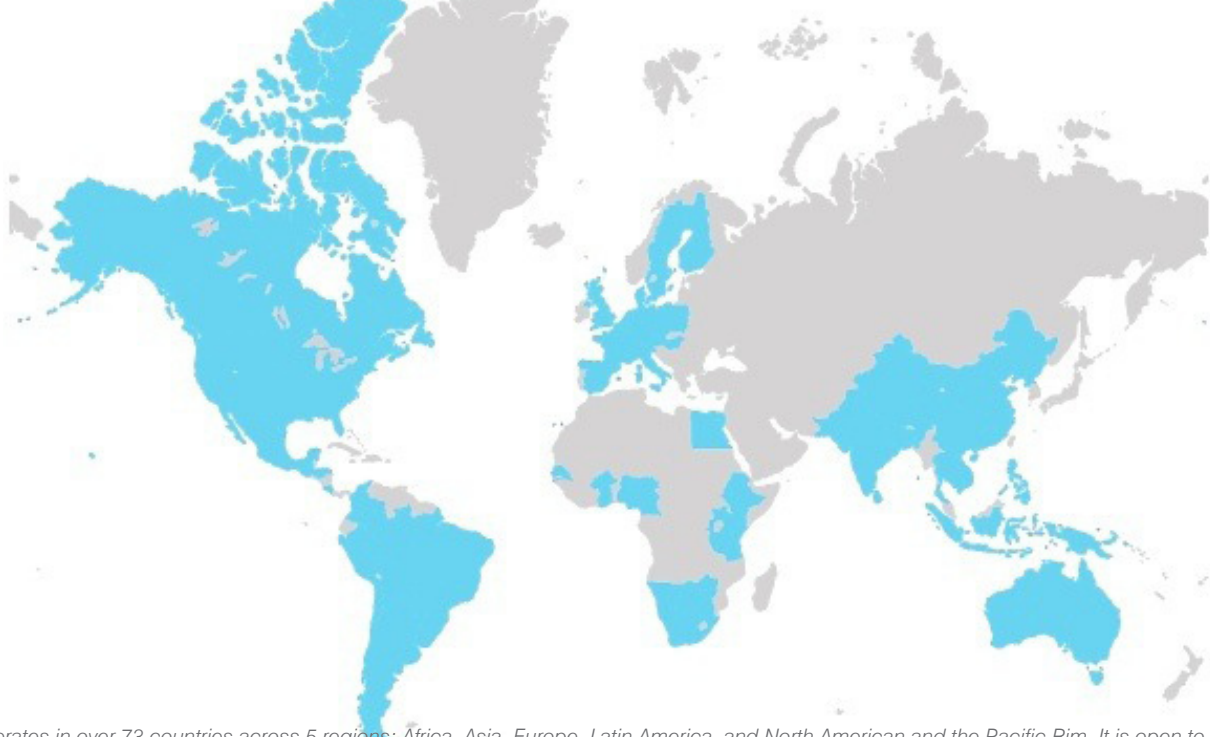 erates in over 73 countries across 5 regions: Africa, Asia, Europe, Latin America, and North American and the Pacific Rim. It is open to